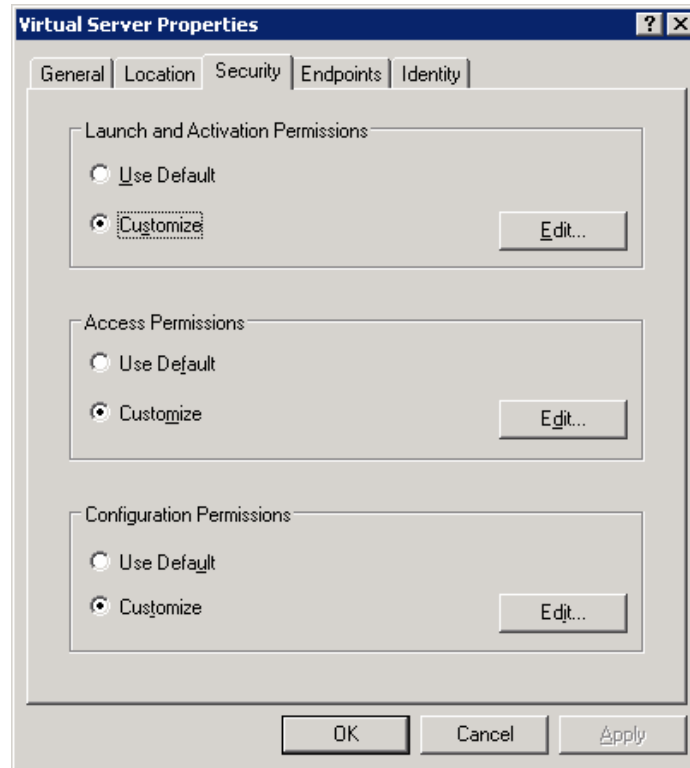 Virtual Server Properties ? X
General Location Security Endpoints Identity
Launch and Activation Permissions
Use Default
Customize
Edit...
Access Permissions
Use Default
Customize
Edit...
Configuration Permissions
Use Default
Customize
Edit...
OK Cancel Apply